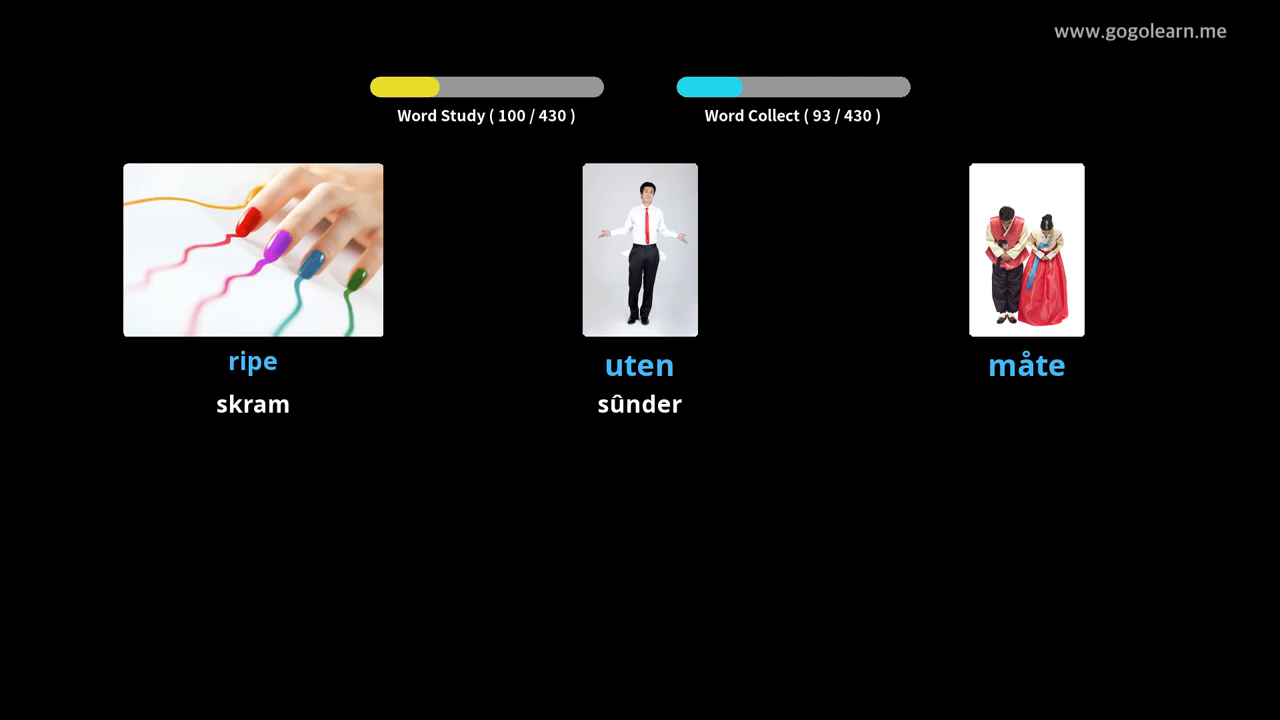 www.gogolearn.me
Word Study ( 100 / 430 )
Word Collect ( 93 / 430 )
ripe
skram
uten
sûnder
måte